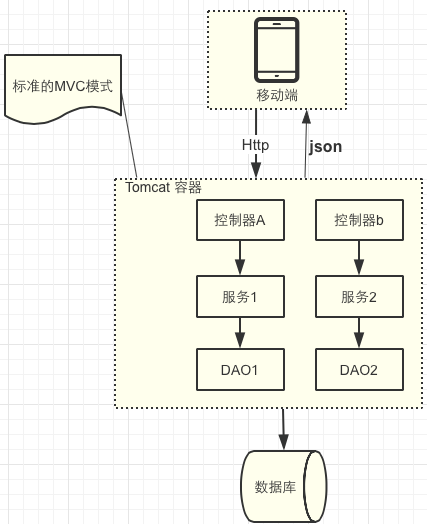 标准的MVC模式
移动端
Http
json
Tomcat 容器
控制器A
控制器b
服务1
服务2
DAO1
DAO2
数据库